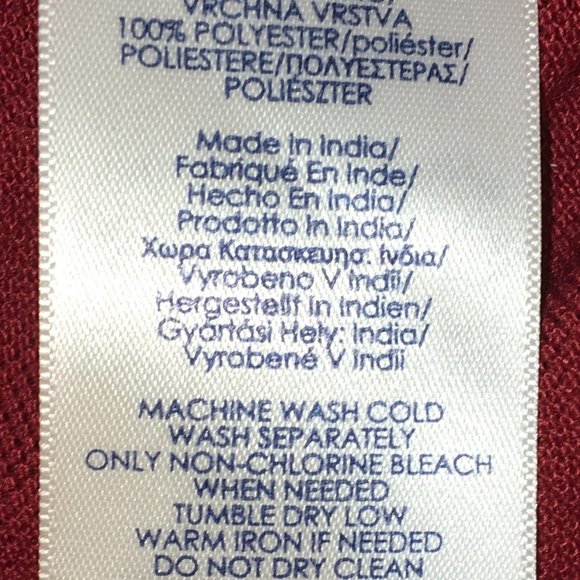 VRCHNÁ VRSTVA
100% POLYESTER/poliéster/
POLIESTERE/ΠΟΛΥΕΣΤΕΡΑΣ/
POLIÉSZTER
Made in India/
Fabriqué En Inde/
Hecho En India/
Prodotto In India/
Χωρα Κατασκευησ: Ινδια/
Vyrobeno V Indii/
Hergestellt In Indien/
Gyártási Hely: India/
Vyrobené V Indii
MACHINE WASH COLD
WASH SEPARATELY
ONLY NON-CHLORINE BLEACH
WHEN NEEDED
TUMBLE DRY LOW
WARM IRON IF NEEDED
DO NOT DRY CLEAN